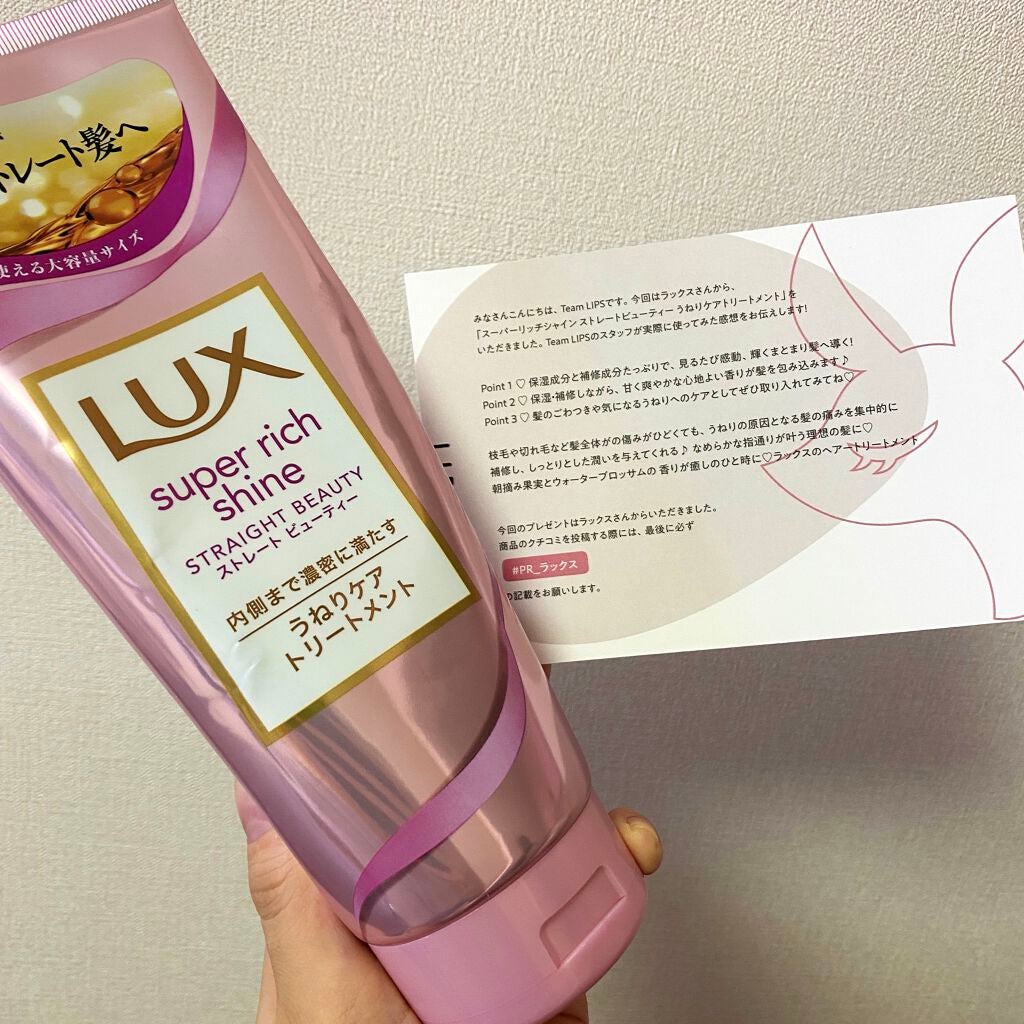 トレート髪へ
使える大容量サイズ
LUX
super rich
shine
STRAIGHT BEAUTY
ストレート ビューティー
内側まで濃密に満たす
うねりケア
トリートメント
みなさんこんにちは、Team LIPSです。今回はラックスさんから、
「スーパーリッチシャイン ストレートビューティー うねりケアトリートメント」を
いただきました。Team LIPSのスタッフが実際に使ってみた感想をお伝えします!
Point 1 ♡ 保湿成分と補修成分たっぷりで、見るたび感動、輝くまとまり髪へ導く!
Point 2 ♡ 保湿・補修しながら、甘く爽やかな心地よい香りが髪を包み込みます♪
Point 3 ♡ 髪のごわつきや気になるうねりへのケアとしてぜひ取り入れてみてね♡
枝毛や切れ毛など髪全体がの傷みがひどくても、うねりの原因となる髪の痛みを集中的に
補修し、しっとりとした潤いを与えてくれる♪ なめらかな指通りが叶う理想の髪に♡
朝摘み果実とウォーターブロッサムの 香りが癒しのひと時に♡ラックスのヘアートリートメント
今回のプレゼントはラックスさんからいただきました。
商品のクチコミを投稿する際には、最後に必ず
#PR_ラックス
の記載をお願いします。